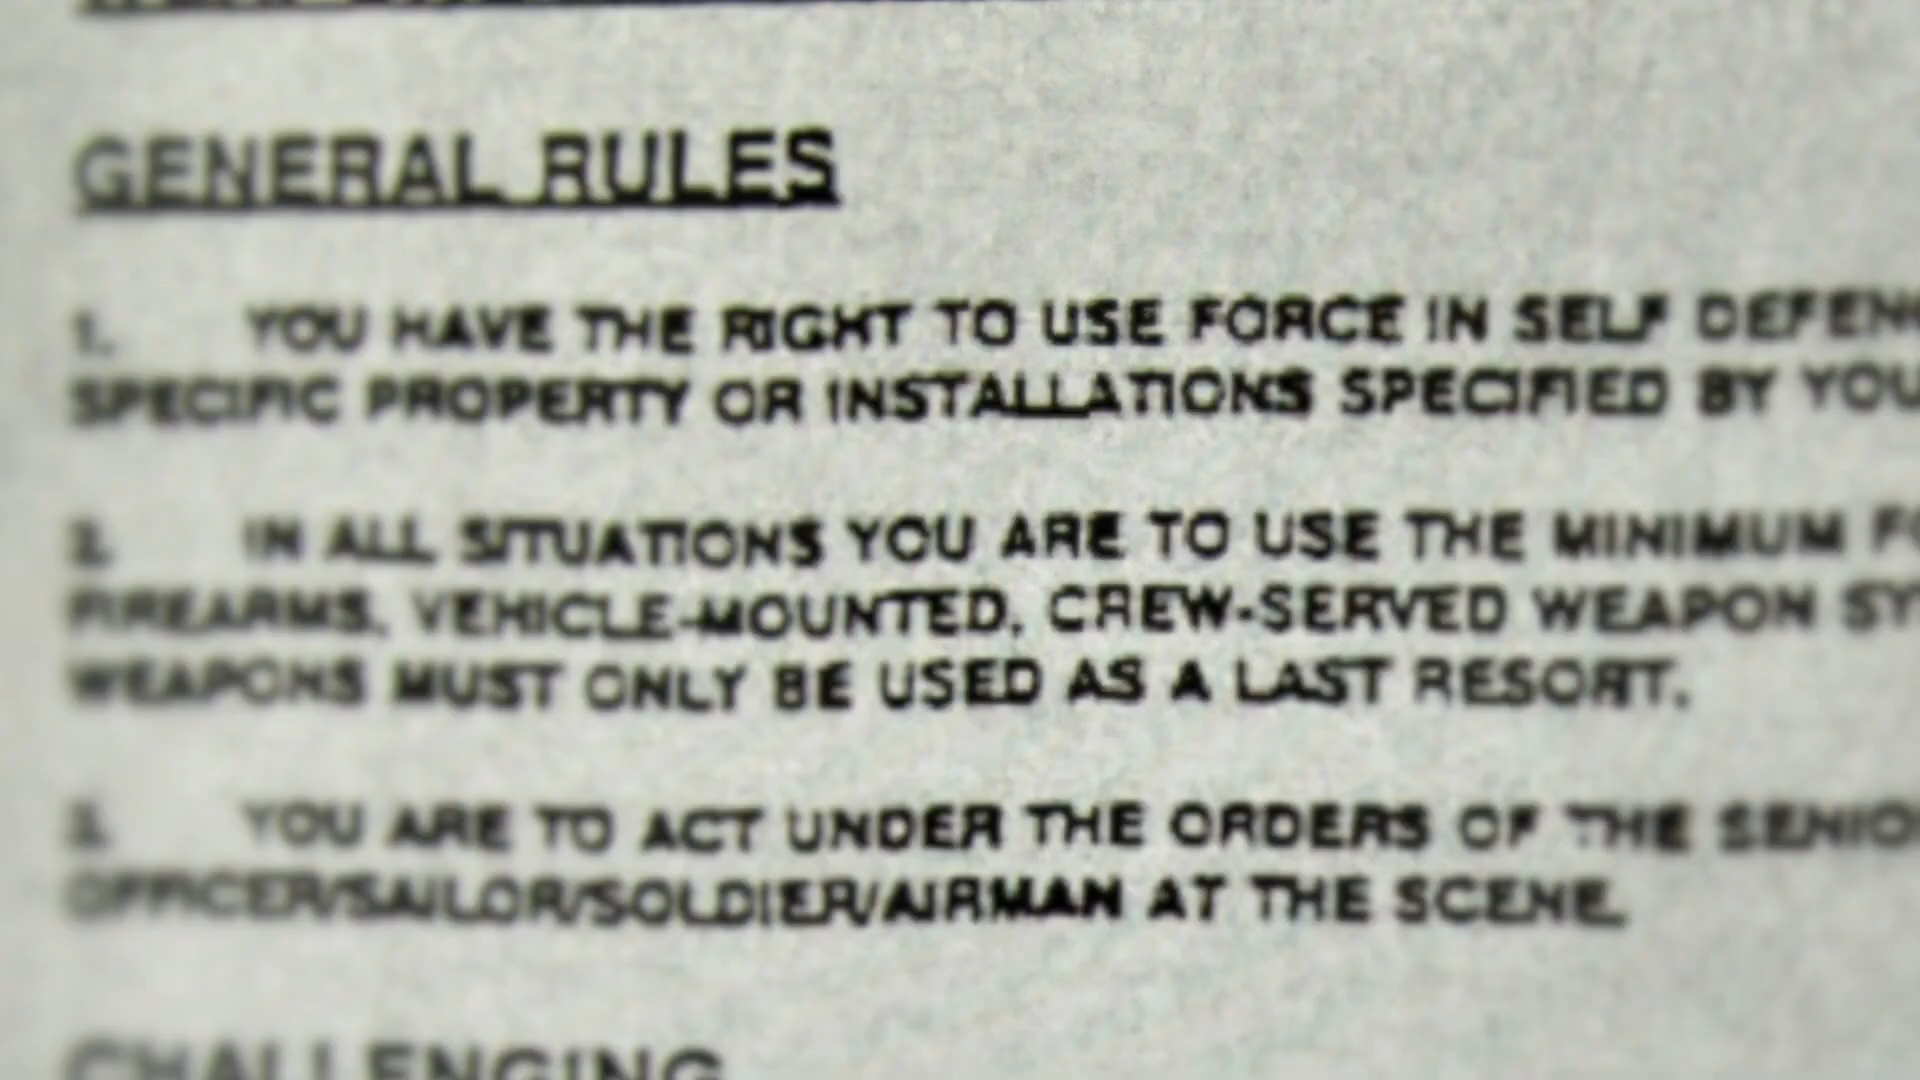 GENERAL RULES
1. YOU HAVE THE RIGHT TO USE FORCE IN SELF
SPECIFIC PROPERTY OR INSTALLATIONS SPECIFIED BY
2. IN ALL SITUATIONS YOU ARE TO USE THE MINIMUM
FIREARMS, VEHICLE-MOUNTED, CREW-SERVED WEAPON
WEAPONS MUST ONLY BE USED AS A LAST RESORT.
3. YOU ARE TO ACT UNDER THE ORDERS OF THE
OFFICER/SAILOR/SOLDIER/AIRMAN AT THE SCENE.
CHALLENGING